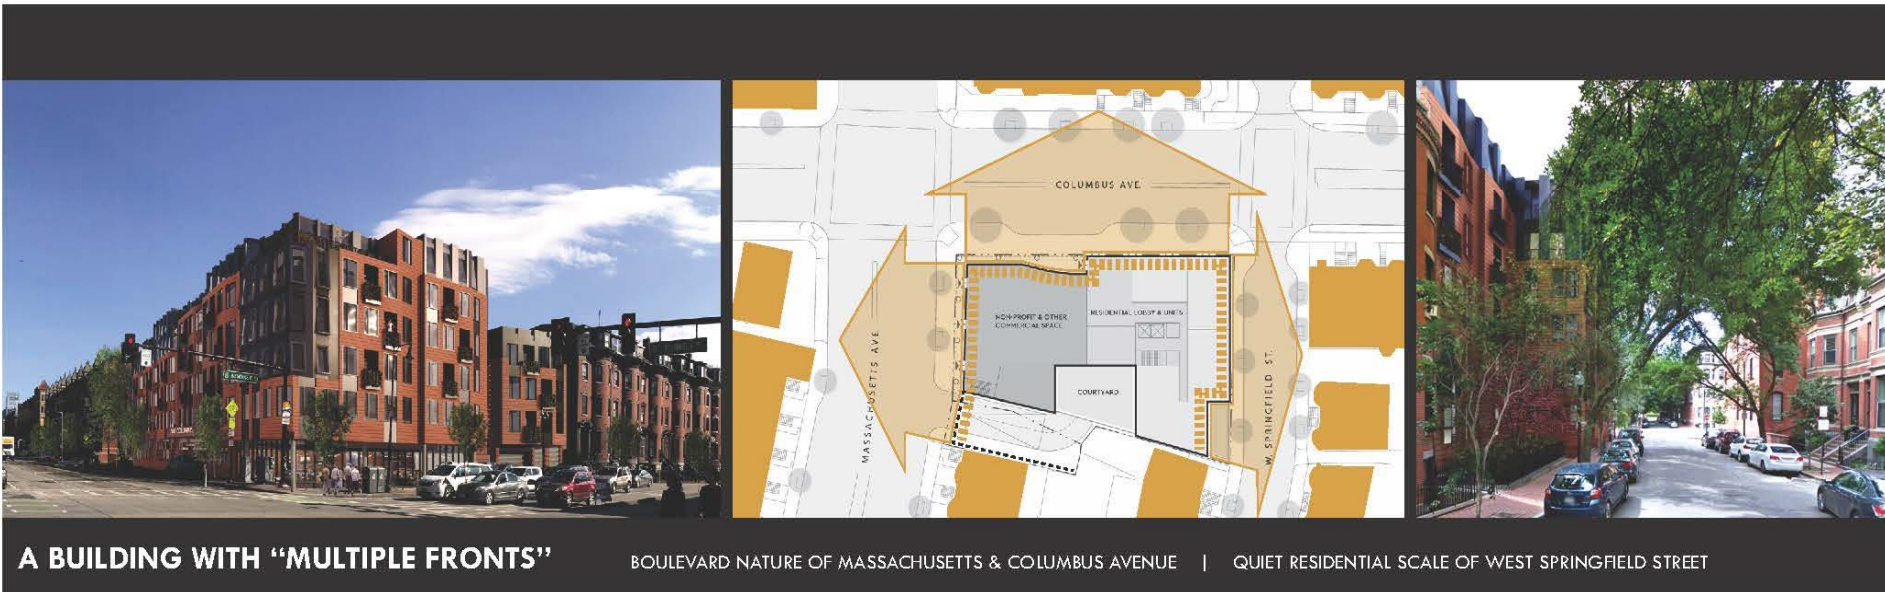 COLUMBUS AVE.
MASSACHUSETTS AVE.
NON-PROFIT & OTHER
COMMERCIAL SPACE
RESIDENTIAL LOBBY & UNITS
COURTYARD
W. SPRINGFIELD ST.
A BUILDING WITH “MULTIPLE FRONTS”
BOULEVARD NATURE OF MASSACHUSETTS & COLUMBUS AVENUE | QUIET RESIDENTIAL SCALE OF WEST SPRINGFIELD STREET